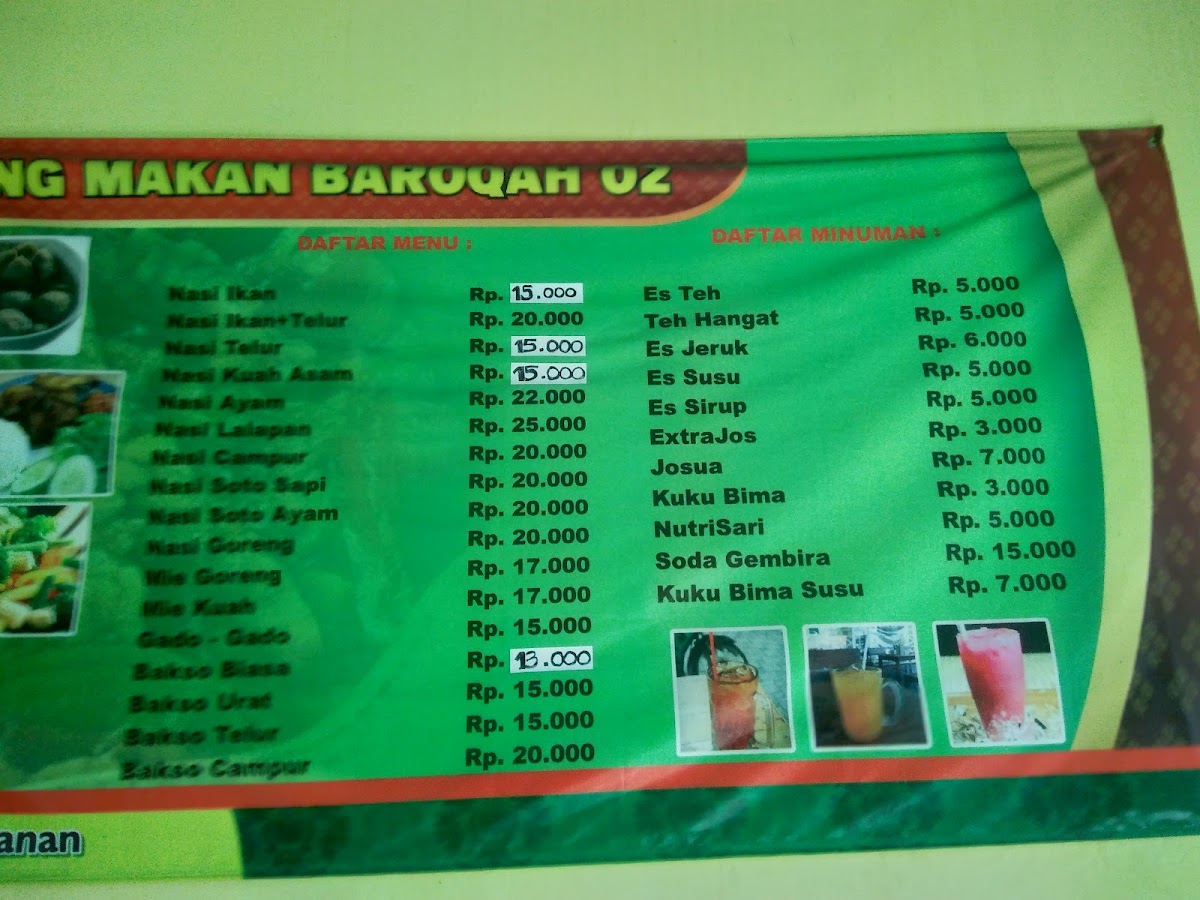 NG MAKAN BAROQAH 02
DAFTAR MENU :
Nasi Ikan Rp. 15.000
Nasi Ikan+Telur Rp. 20.000
Nasi Telur Rp. 15.000
Nasi Kuah Asam Rp. 15.000
Nasi Ayam Rp. 22.000
Nasi Lalapan Rp. 25.000
Nasi Campur Rp. 20.000
Nasi Soto Sapi Rp. 20.000
Nasi Soto Ayam Rp. 20.000
Nasi Goreng Rp. 20.000
Mie Goreng Rp. 17.000
Mie Kuah Rp. 17.000
Gado - Gado Rp. 15.000
Bakso Biasa Rp. 13.000
Bakso Urat Rp. 15.000
Bakso Telur Rp. 15.000
Bakso Campur Rp. 20.000
DAFTAR MINUMAN :
Es Teh Rp. 5.000
Teh Hangat Rp. 5.000
Es Jeruk Rp. 6.000
Es Susu Rp. 5.000
Es Sirup Rp. 5.000
ExtraJos Rp. 3.000
Josua Rp. 7.000
Kuku Bima Rp. 3.000
NutriSari Rp. 5.000
Soda Gembira Rp. 15.000
Kuku Bima Susu Rp. 7.000
anan